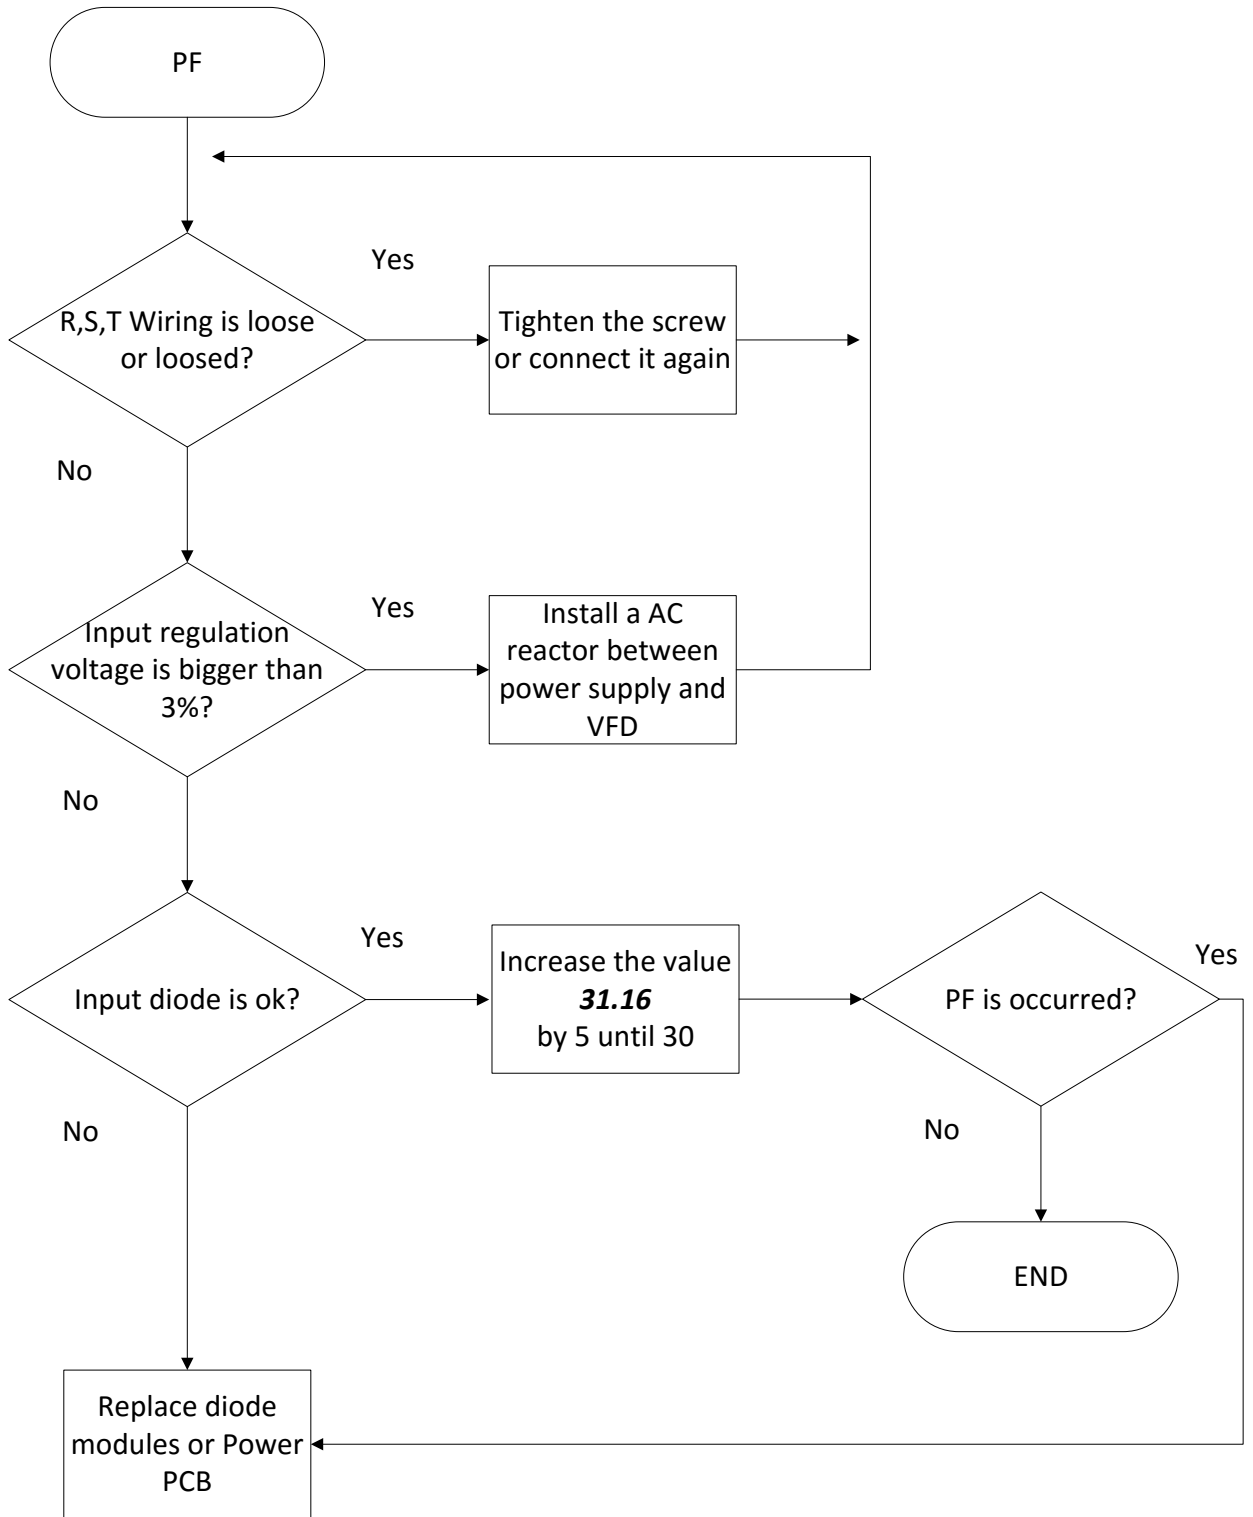 PF
Yes
R,S,T Wiring is loose
or loosed?
Tighten the screw
or connect it again
No
Yes
Input regulation
voltage is bigger than
3%?
Install a AC
reactor between
power supply and
VFD
No
Yes
Input diode is ok?
Increase the value
31.16
by 5 until 30
PF is occurred?
Yes
No
No
END
Replace diode
modules or Power
PCB